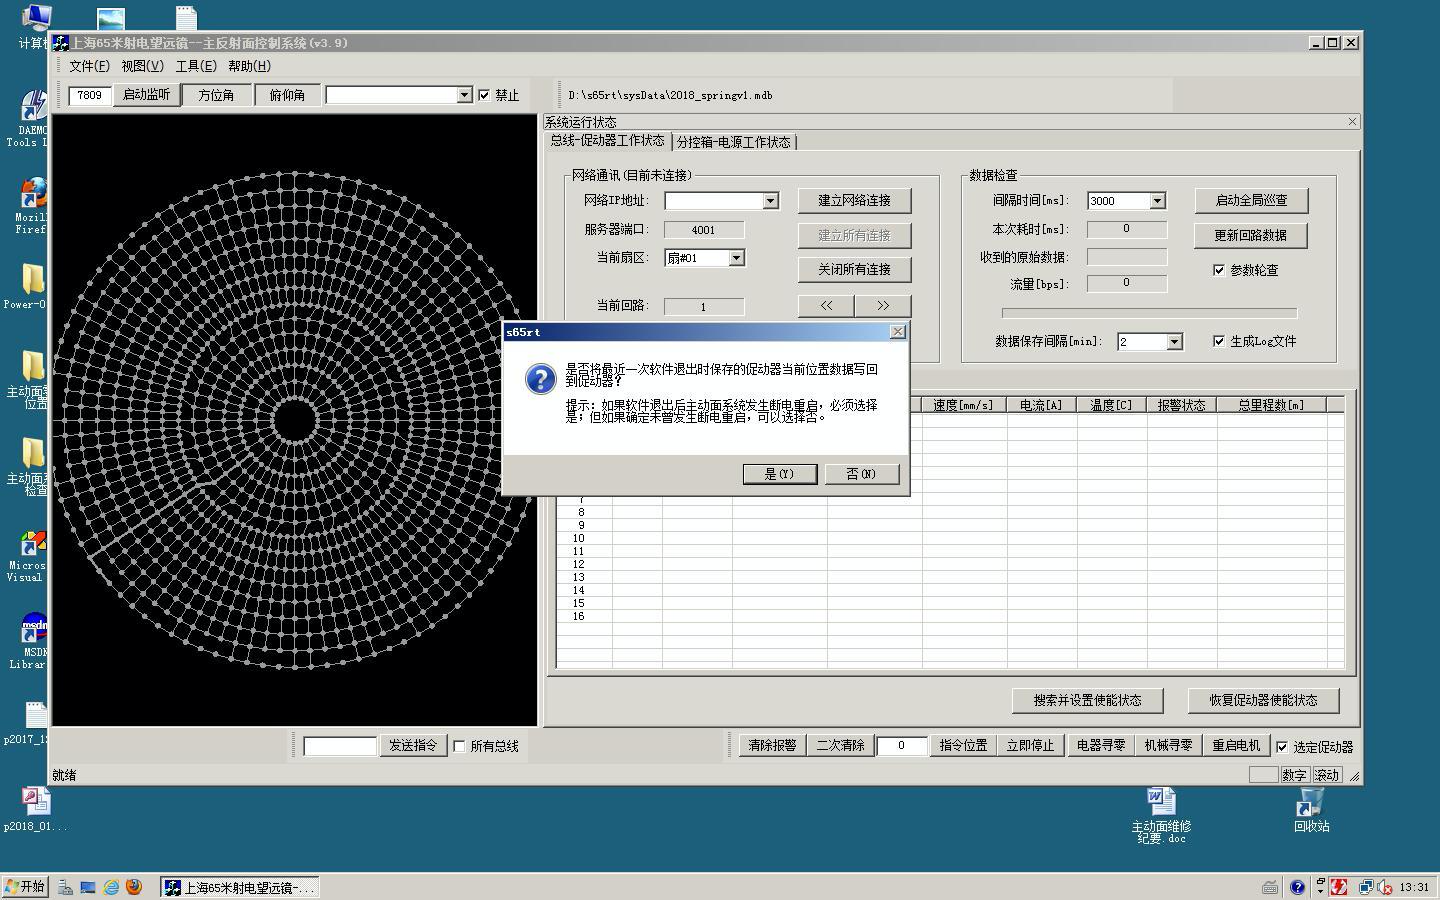 计算机
上海65米射电望远镜--主反射面控制系统(v3.9)
文件(F) 视图(V) 工具(E) 帮助(H)
7809 启动监听 方位角 俯仰角 禁止
D:\s65rt\sysData\2018_springv1.mdb
系统运行状态
总线-促动器工作状态 分控箱-电源工作状态
网络通讯(目前未连接)
网络IP地址: 建立网络连接
服务器端口: 4001 建立所有连接
当前扇区: 扇#01 关闭所有连接
当前回路: 1 << >>
数据检查
间隔时间[ms]: 3000 启动全局巡查
本次耗时[ms]: 0 更新回路数据
收到的原始数据: 参数轮查
流量[bps]: 0
数据保存间隔[min]: 2 生成Log文件
s65rt
是否将最近一次软件退出时保存的促动器当前位置数据写回
到促动器?
提示: 如果软件退出后主动面系统发生断电重启, 必须选择
是; 但如果确定未曾发生断电重启, 可以选择否。
是(Y) 否(N)
速度[mm/s] 电流[A] 温度[C] 报警状态 总里程数[m]
7
8
9
10
11
12
13
14
15
16
搜索并设置使能状态 恢复促动器使能状态
发送指令 所有总线
清除报警 二次清除 0 指令位置 立即停止 电器寻零 机械寻零 重启电机 选定促动器
就绪
数字 滚动
DAEMO
Tools L
Mozil
Firef
Power-O
主动面
位置
主动面系
检查
Micros
Visual
msdn
MSDN
Librar
p2017_12
p2018_01...
主动面维修
纪要.doc
回收站
开始 上海65米射电望远镜-... 13:31